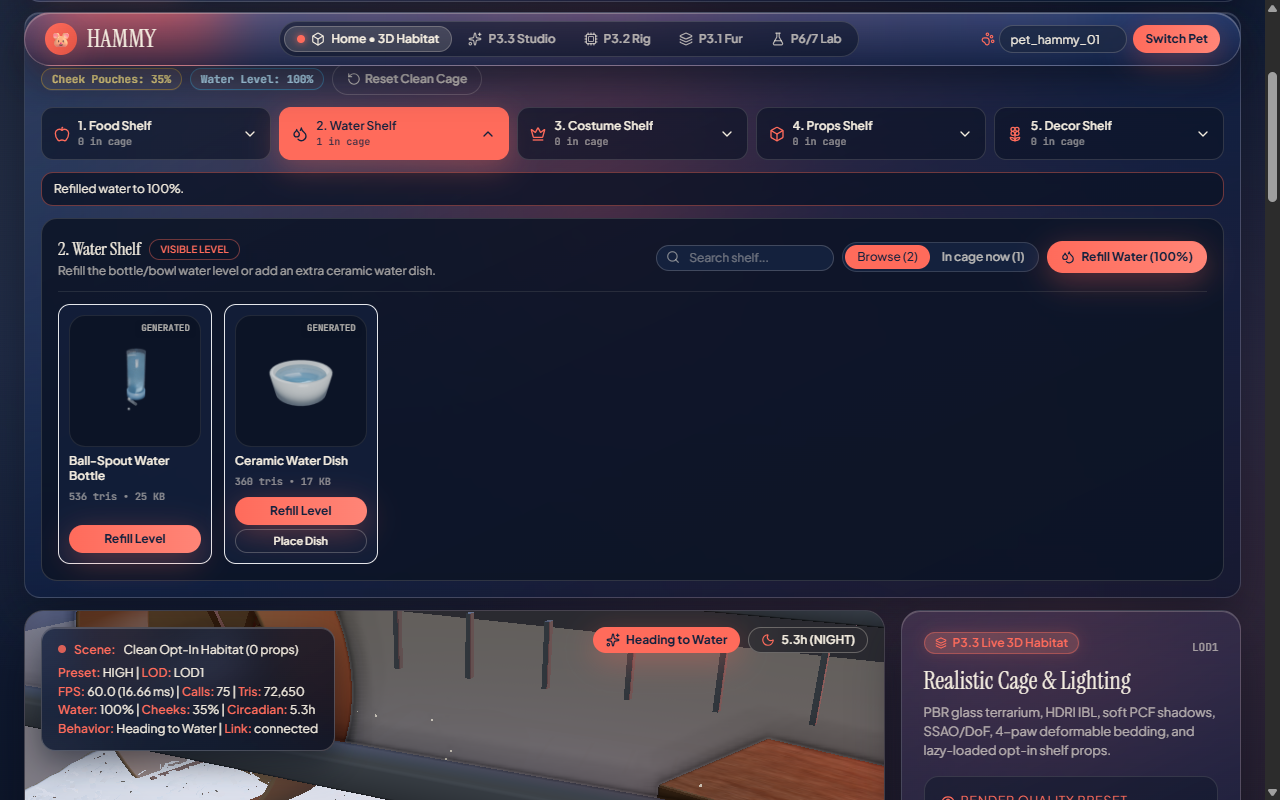 HAMMY
Home • 3D Habitat
P3.3 Studio
P3.2 Rig
P3.1 Fur
P6/7 Lab
pet_hammy_01
Switch Pet
Cheek Pouches: 35%
Water Level: 100%
Reset Clean Cage
1. Food Shelf
0 in cage
2. Water Shelf
1 in cage
3. Costume Shelf
0 in cage
4. Props Shelf
0 in cage
5. Decor Shelf
0 in cage
Refilled water to 100%.
2. Water Shelf
VISIBLE LEVEL
Refill the bottle/bowl water level or add an extra ceramic water dish.
Search shelf...
Browse (2)
In cage now (1)
Refill Water (100%)
GENERATED
Ball-Spout Water
Bottle
536 tris • 25 KB
Refill Level
GENERATED
Ceramic Water Dish
360 tris • 17 KB
Refill Level
Place Dish
Scene: Clean Opt-In Habitat (0 props)
Preset: HIGH | LOD: LOD1
FPS: 60.0 (16.66 ms) | Calls: 75 | Tris: 72,650
Water: 100% | Cheeks: 35% | Circadian: 5.3h
Behavior: Heading to Water | Link: connected
Heading to Water
5.3h (NIGHT)
P3.3 Live 3D Habitat
LOD1
Realistic Cage & Lighting
PBR glass terrarium, HDRI IBL, soft PCF shadows,
SSAO/DoF, 4-paw deformable bedding, and
lazy-loaded opt-in shelf props.
RENDER QUALITY PRESET